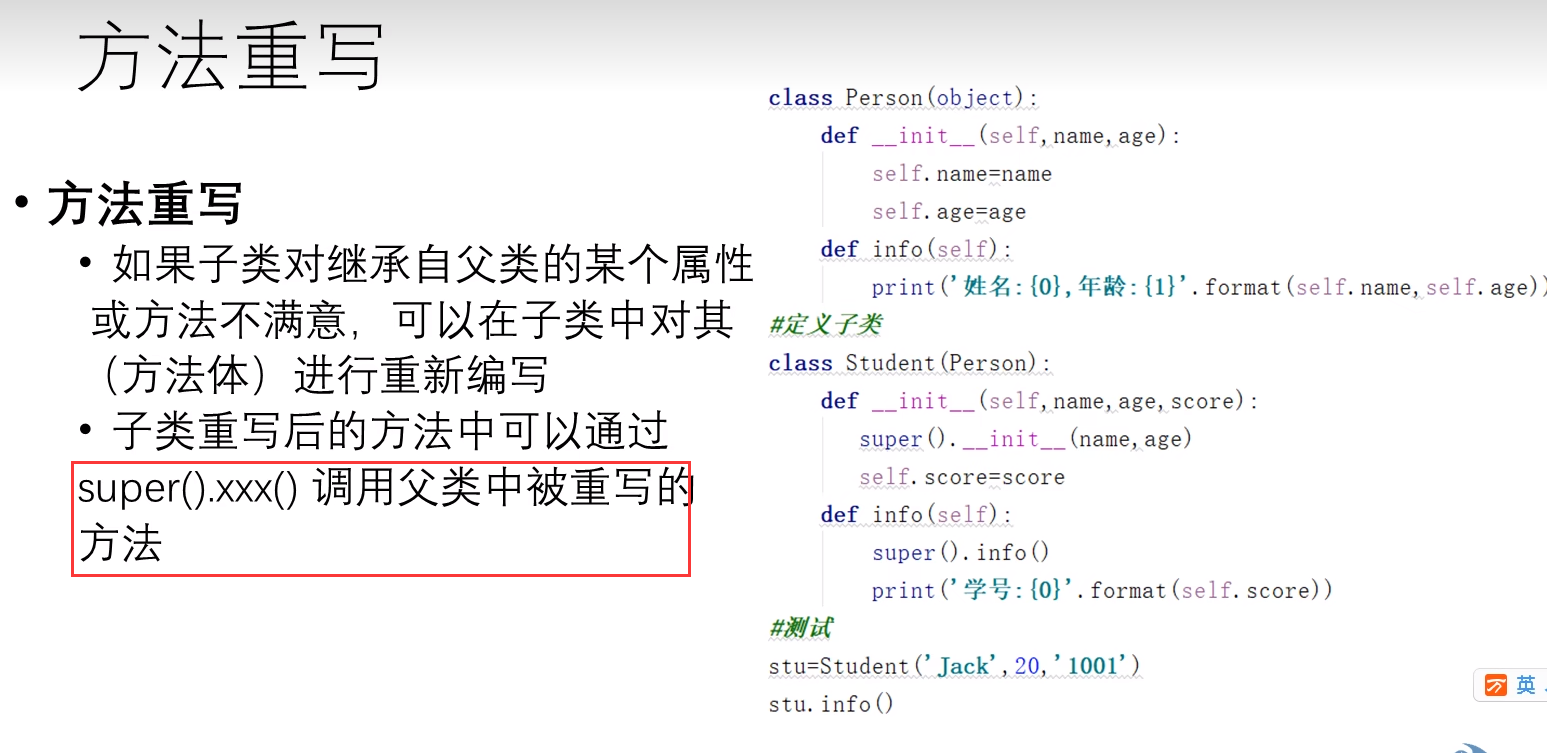 方法重写
• 方法重写
• 如果子类对继承自父类的某个属性
或方法不满意，可以在子类中对其
（方法体）进行重新编写
• 子类重写后的方法中可以通过
super().xxx() 调用父类中被重写的
方法
class Person(object):
    def __init__(self,name,age):
        self.name=name
        self.age=age
    def info(self):
        print('姓名:{0},年龄:{1}'.format(self.name,self.age))
#定义子类
class Student(Person):
    def __init__(self,name,age,score):
        super().__init__(name,age)
        self.score=score
    def info(self):
        super().info()
        print('学号:{0}'.format(self.score))
#测试
stu=Student('Jack',20,'1001')
stu.info()
英